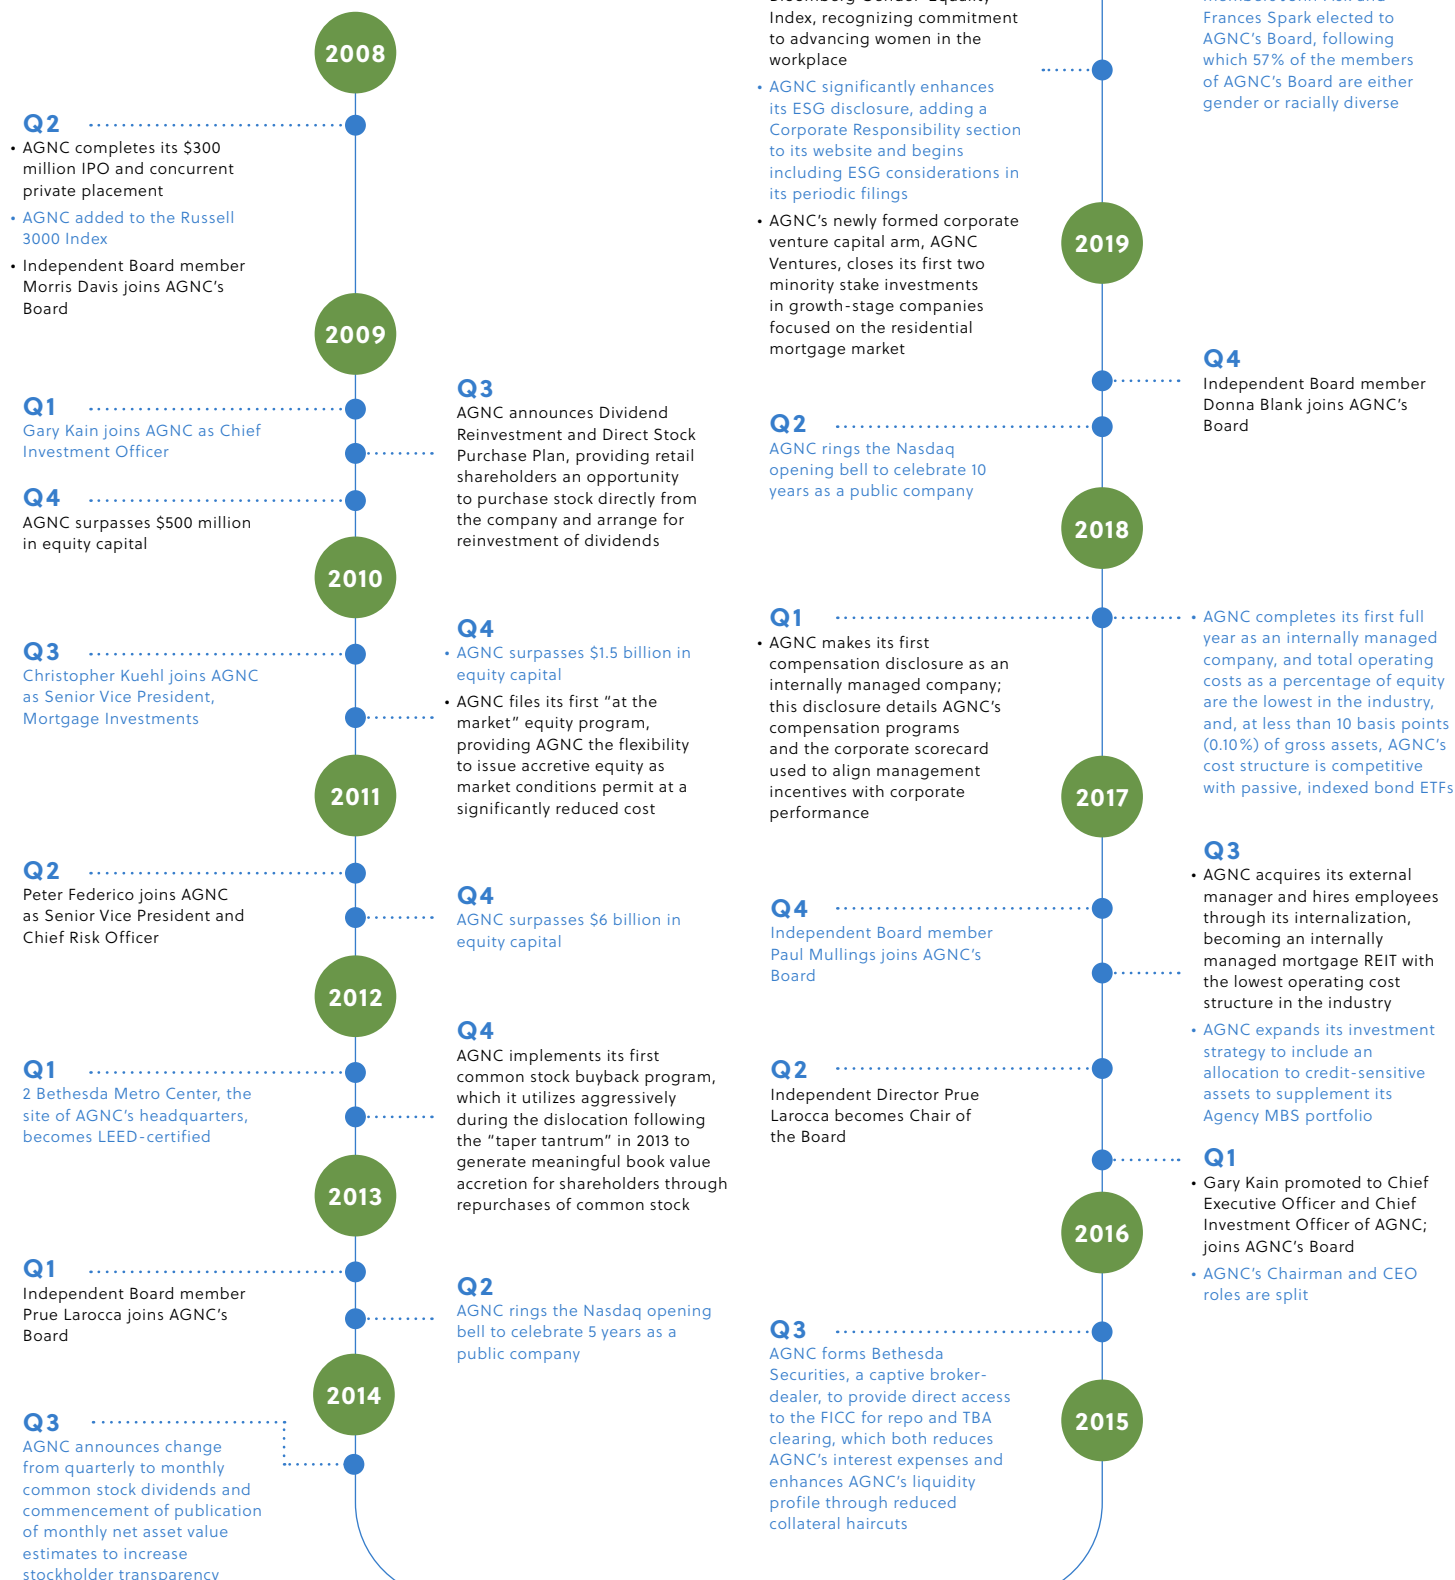 2008
Q2
• AGNC completes its $300
million IPO and concurrent
private placement
• AGNC added to the Russell
3000 Index
• Independent Board member
Morris Davis joins AGNC's
Board
2009
Q1
Gary Kain joins AGNC as Chief
Investment Officer
Q3
AGNC announces Dividend
Reinvestment and Direct Stock
Purchase Plan, providing retail
shareholders an opportunity
to purchase stock directly from
the company and arrange for
reinvestment of dividends
Q4
AGNC surpasses $500 million
in equity capital
2010
Q3
Christopher Kuehl joins AGNC
as Senior Vice President,
Mortgage Investments
Q4
• AGNC surpasses $1.5 billion in
equity capital
• AGNC files its first “at the
market” equity program,
providing AGNC the flexibility
to issue accretive equity as
market conditions permit at a
significantly reduced cost
2011
Q2
Peter Federico joins AGNC
as Senior Vice President and
Chief Risk Officer
Q4
AGNC surpasses $6 billion in
equity capital
2012
Q1
2 Bethesda Metro Center, the
site of AGNC's headquarters,
becomes LEED-certified
Q4
AGNC implements its first
common stock buyback program,
which it utilizes aggressively
during the dislocation following
the “taper tantrum” in 2013 to
generate meaningful book value
accretion for shareholders through
repurchases of common stock
2013
Q1
Independent Board member
Prue Larocca joins AGNC's
Board
Q2
AGNC rings the Nasdaq opening
bell to celebrate 5 years as a
public company
2014
Q3
AGNC announces change
from quarterly to monthly
common stock dividends and
commencement of publication
of monthly net asset value
estimates to increase
stockholder transparency
Index, recognizing commitment
to advancing women in the
workplace
• AGNC significantly enhances
its ESG disclosure, adding a
Corporate Responsibility section
to its website and begins
including ESG considerations in
its periodic filings
• AGNC's newly formed corporate
venture capital arm, AGNC
Ventures, closes its first two
minority stake investments
in growth-stage companies
focused on the residential
mortgage market
Frances Spark elected to
AGNC's Board, following
which 57% of the members
of AGNC's Board are either
gender or racially diverse
2019
Q4
Independent Board member
Donna Blank joins AGNC's
Board
Q2
AGNC rings the Nasdaq
opening bell to celebrate 10
years as a public company
2018
Q1
• AGNC makes its first
compensation disclosure as an
internally managed company;
this disclosure details AGNC's
compensation programs
and the corporate scorecard
used to align management
incentives with corporate
performance
• AGNC completes its first full
year as an internally managed
company, and total operating
costs as a percentage of equity
are the lowest in the industry,
and, at less than 10 basis points
(0.10%) of gross assets, AGNC's
cost structure is competitive
with passive, indexed bond ETFs
2017
Q4
Independent Board member
Paul Mullings joins AGNC's
Board
Q3
• AGNC acquires its external
manager and hires employees
through its internalization,
becoming an internally
managed mortgage REIT with
the lowest operating cost
structure in the industry
• AGNC expands its investment
strategy to include an
allocation to credit-sensitive
assets to supplement its
Agency MBS portfolio
Q2
Independent Director Prue
Larocca becomes Chair of
the Board
Q1
• Gary Kain promoted to Chief
Executive Officer and Chief
Investment Officer of AGNC;
joins AGNC's Board
• AGNC's Chairman and CEO
roles are split
2016
Q3
AGNC forms Bethesda
Securities, a captive broker-
dealer, to provide direct access
to the FICC for repo and TBA
clearing, which both reduces
AGNC's interest expenses and
enhances AGNC's liquidity
profile through reduced
collateral haircuts
2015